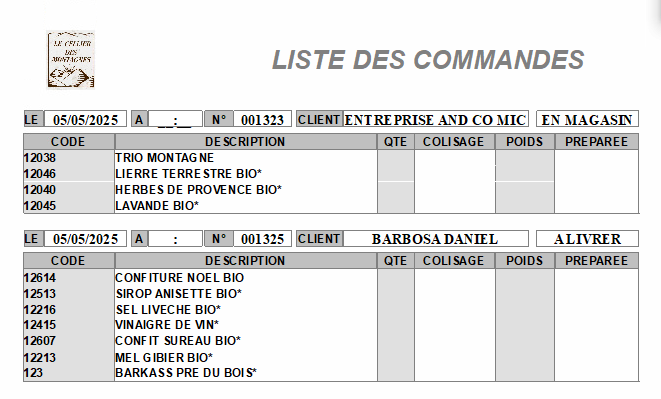 LE CELLIER
DES
MONTAGNES
LISTE DES COMMANDES
LE 05/05/2025 A __:__ N° 001323 CLIENT ENTREPRISE AND CO MIC EN MAGASIN
CODE DESCRIPTION QTE COLISAGE POIDS PREPAREE
12038 TRIO MONTAGNE
12046 LIERRE TERRESTRE BIO*
12040 HERBES DE PROVENCE BIO*
12045 LAVANDE BIO*
LE 05/05/2025 A : N° 001325 CLIENT BARBOSA DANIEL A LIVRER
CODE DESCRIPTION QTE COLISAGE POIDS PREPAREE
12614 CONFITURE NOEL BIO
12513 SIROP ANISETTE BIO*
12216 SEL LIVECHE BIO*
12415 VINAIGRE DE VIN*
12607 CONFIT SUREAU BIO*
12213 MEL GIBIER BIO*
123 BARKASS PRE DU BOIS*